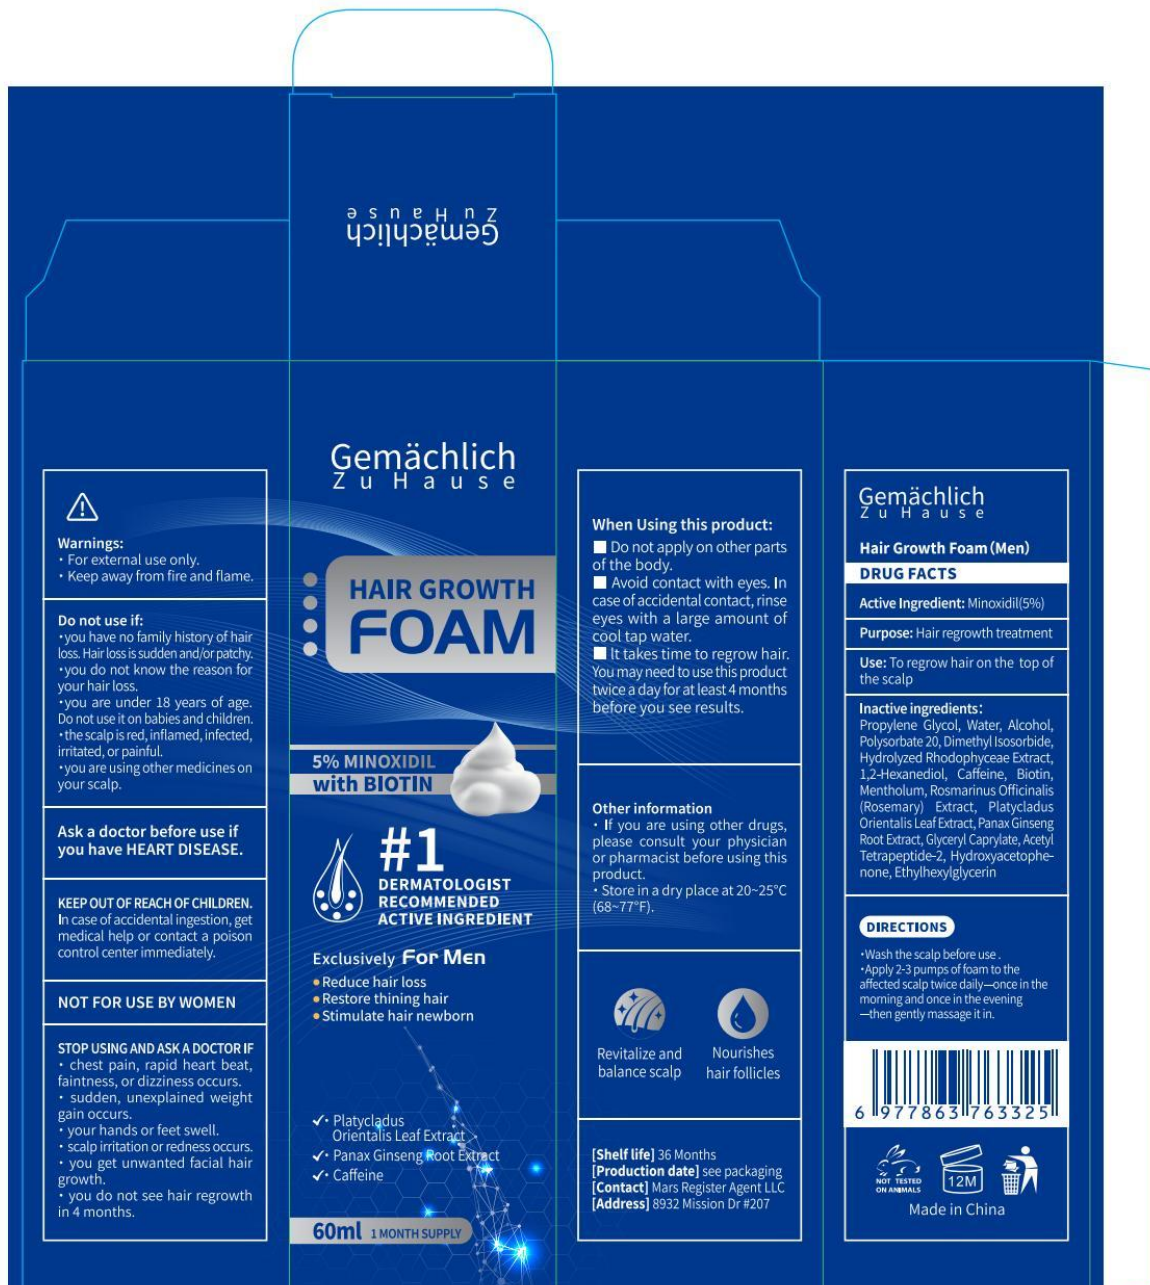 Gemächlich
Zu Hause
Warnings:
· For external use only.
· Keep away from fire and flame.
Do not use if:
·you have no family history of hair
loss. Hair loss is sudden and/or patchy.
·you do not know the reason for
your hair loss.
·you are under 18 years of age.
Do not use it on babies and children.
·the scalp is red, inflamed, infected,
irritated, or painful.
·you are using other medicines on
your scalp.
Ask a doctor before use if
you have HEART DISEASE.
KEEP OUT OF REACH OF CHILDREN.
In case of accidental ingestion, get
medical help or contact a poison
control center immediately.
NOT FOR USE BY WOMEN
STOP USING AND ASK A DOCTOR IF
· chest pain, rapid heart beat,
faintness, or dizziness occurs.
· sudden, unexplained weight
gain occurs.
· your hands or feet swell.
· scalp irritation or redness occurs.
· you get unwanted facial hair
growth.
· you do not see hair regrowth
in 4 months.
Gemächlich
Zu Hause
HAIR GROWTH
FOAM
5% MINOXIDIL
with BIOTIN
#1
DERMATOLOGIST
RECOMMENDED
ACTIVE INGREDIENT
Exclusively For Men
●Reduce hair loss
●Restore thining hair
●Stimulate hair newborn
✓· Platycladus
Orientalis Leaf Extract
✓· Panax Ginseng Root Extract
✓· Caffeine
60ml 1 MONTH SUPPLY
When Using this product:
■ Do not apply on other parts
of the body.
■ Avoid contact with eyes. In
case of accidental contact, rinse
eyes with a large amount of
cool tap water.
■ It takes time to regrow hair.
You may need to use this product
twice a day for at least 4 months
before you see results.
Other information
· If you are using other drugs,
please consult your physician
or pharmacist before using this
product.
· Store in a dry place at 20~25°C
(68~77°F).
Revitalize and
balance scalp
Nourishes
hair follicles
[Shelf life] 36 Months
[Production date] see packaging
[Contact] Mars Register Agent LLC
[Address] 8932 Mission Dr #207
Gemächlich
Zu Hause
Hair Growth Foam(Men)
DRUG FACTS
Active Ingredient: Minoxidil(5%)
Purpose: Hair regrowth treatment
Use: To regrow hair on the top of
the scalp
Inactive ingredients:
Propylene Glycol, Water, Alcohol,
Polysorbate 20, Dimethyl Isosorbide,
Hydrolyzed Rhodophyceae Extract,
1,2-Hexanediol, Caffeine, Biotin,
Mentholum, Rosmarinus Officinalis
(Rosemary) Extract, Platycladus
Orientalis Leaf Extract, Panax Ginseng
Root Extract, Glyceryl Caprylate, Acetyl
Tetrapeptide-2, Hydroxyacetophe-
none, Ethylhexylglycerin
DIRECTIONS
·Wash the scalp before use .
·Apply 2-3 pumps of foam to the
affected scalp twice daily—once in the
morning and once in the evening
—then gently massage it in.
6 977863 763325
NOT TESTED
ON ANIMALS
12M
Made in China